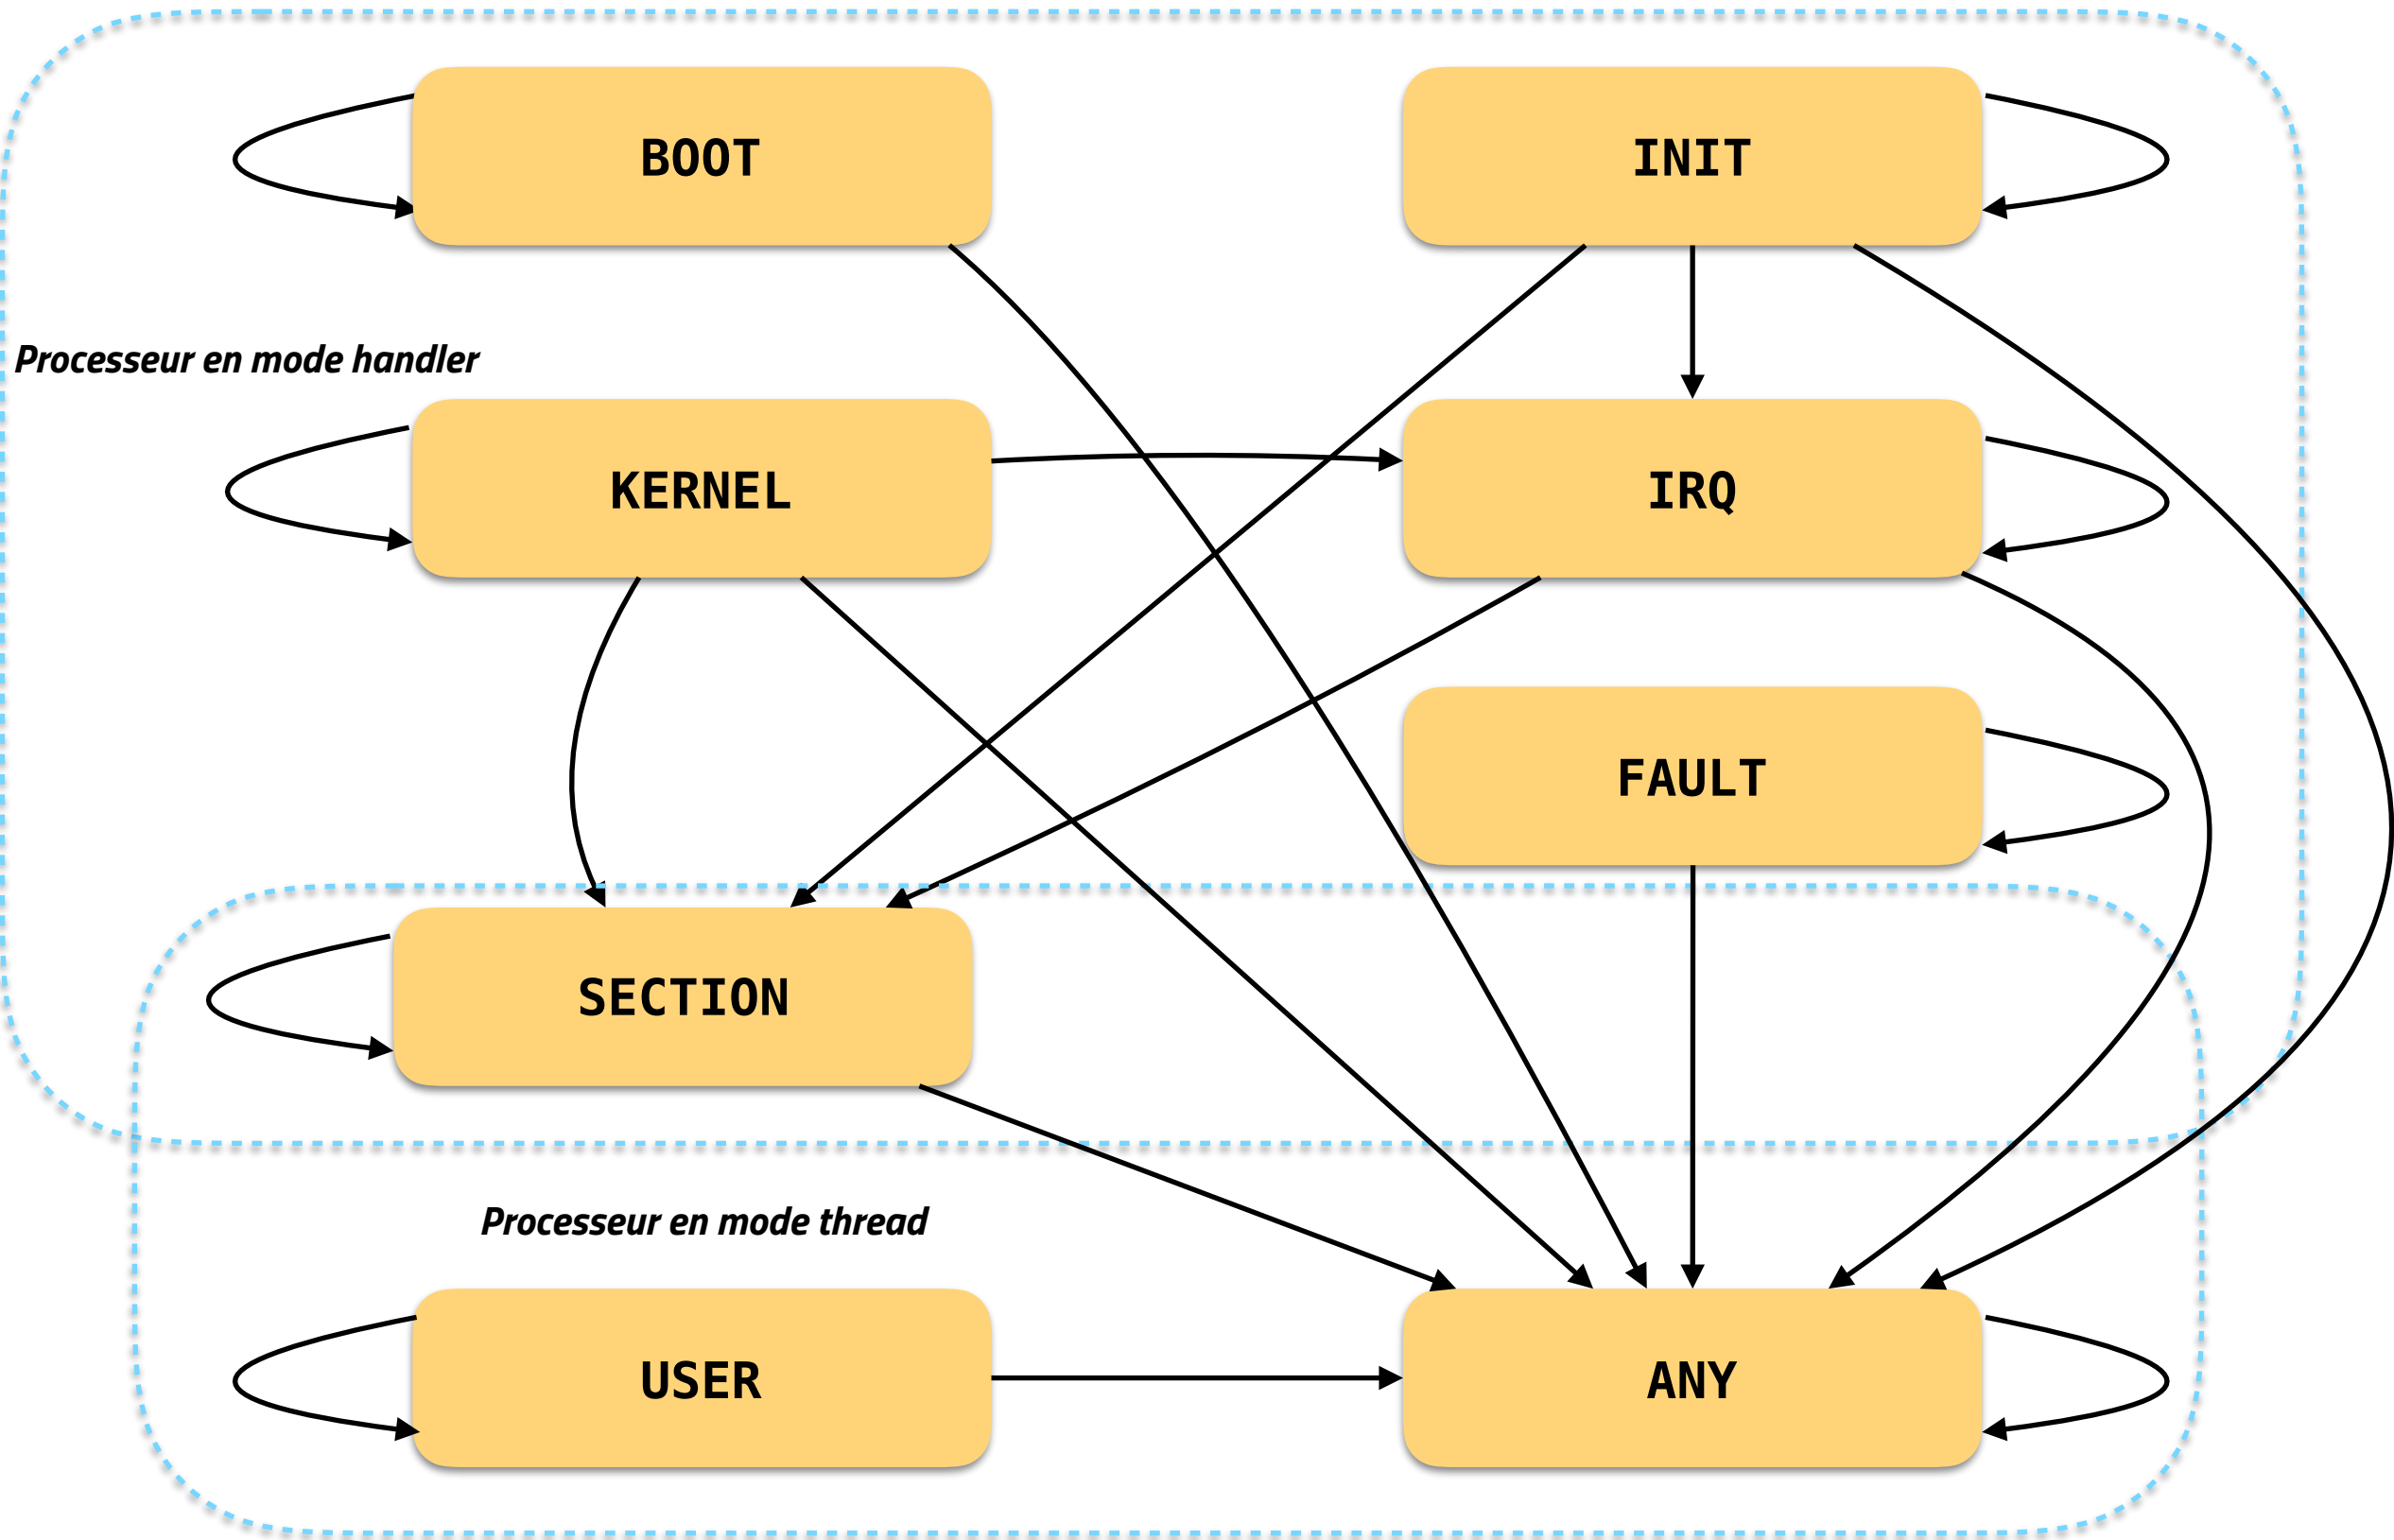 BOOT
INIT
Processeur en mode handler
KERNEL
IRQ
FAULT
SECTION
Processeur en mode thread
USER
ANY